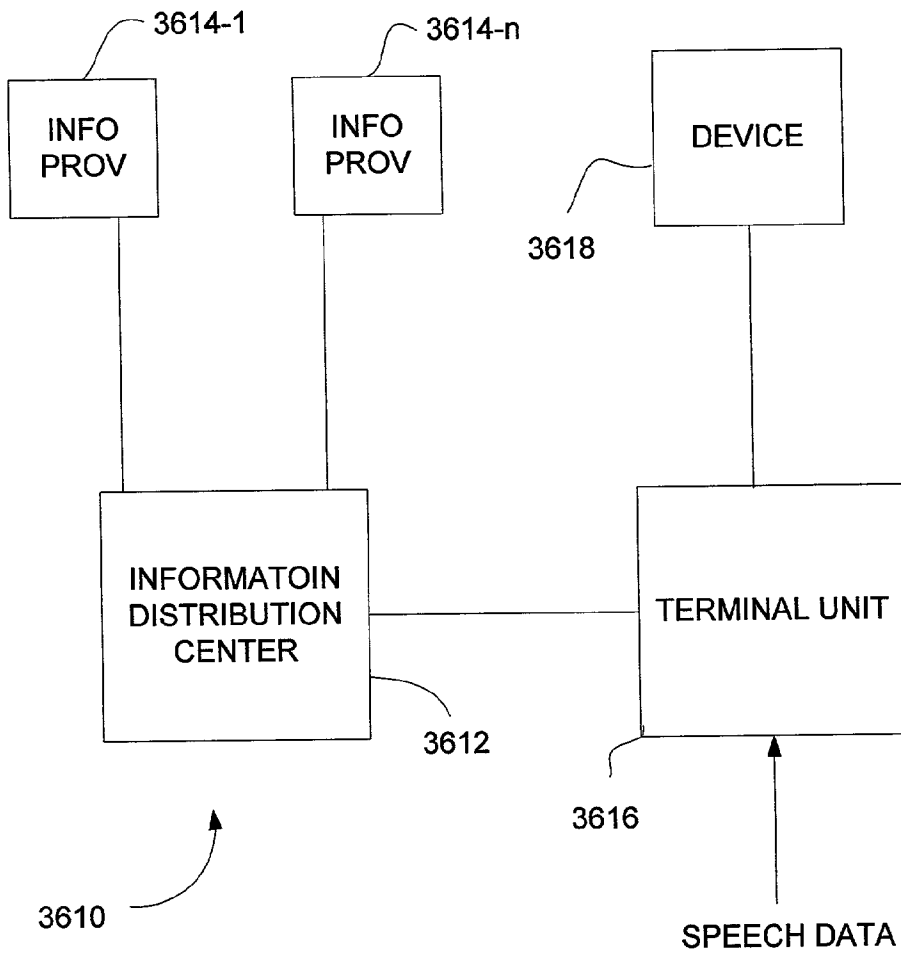 3614-1
3614-n
INFO
PROV
INFO
PROV
DEVICE
3618
INFORMATOIN
DISTRIBUTION
CENTER
TERMINAL UNIT
3612
3616
3610
SPEECH DATA